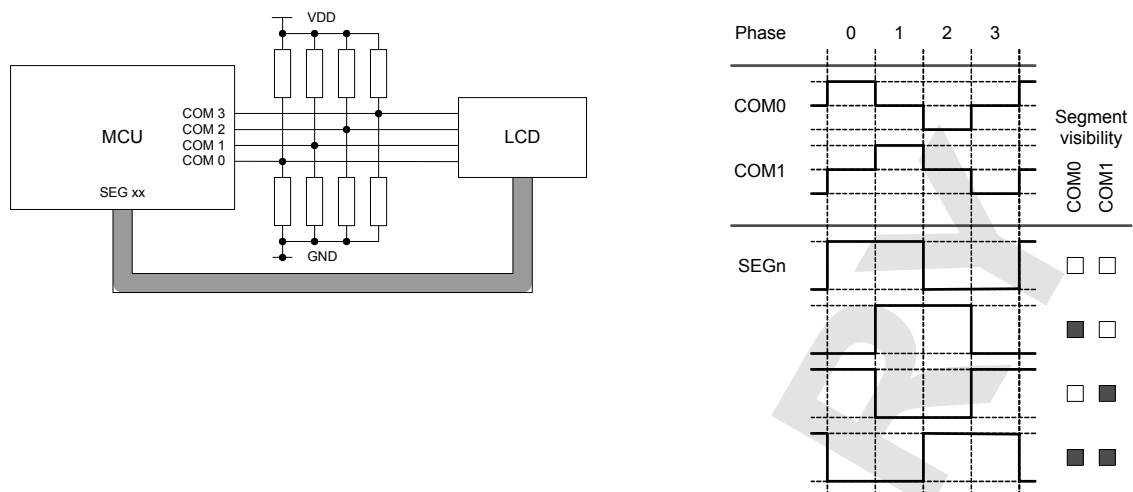 VDD
MCU
COM 3
COM 2
COM 1
COM 0
SEG xx
LCD
GND
Phase 0 1 2 3
COM0
COM1
Segment
visibility
COM0
COM1
SEGn
RY